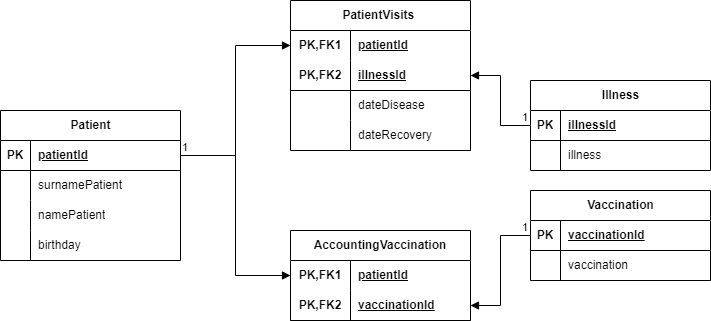 PatientVisits
PK,FK1 patientId
PK,FK2 illnessId
dateDisease
dateRecovery
Patient
PK patientId
surnamePatient
namePatient
birthday
1
Illness
1 PK illnessId
illness
Vaccination
1 PK vaccinationId
vaccination
AccountingVaccination
PK,FK1 patientId
PK,FK2 vaccinationId